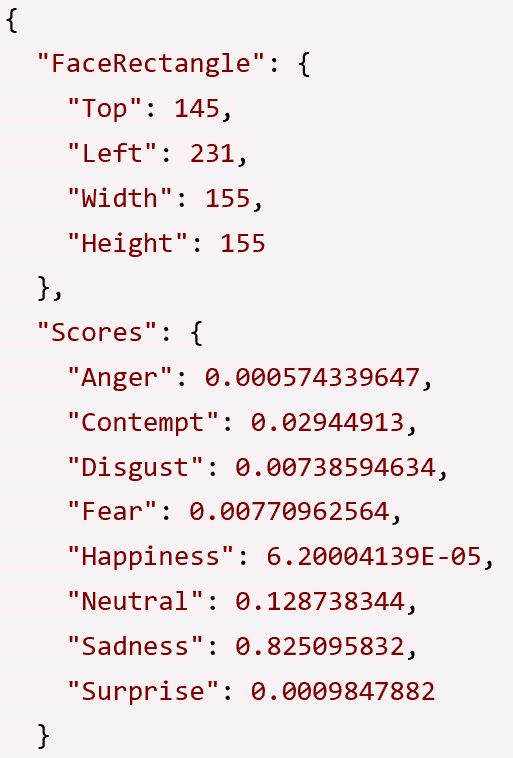 {
  "FaceRectangle": {
    "Top": 145,
    "Left": 231,
    "Width": 155,
    "Height": 155
  },
  "Scores": {
    "Anger": 0.000574339647,
    "Contempt": 0.02944913,
    "Disgust": 0.00738594634,
    "Fear": 0.00770962564,
    "Happiness": 6.20004139E-05,
    "Neutral": 0.128738344,
    "Sadness": 0.825095832,
    "Surprise": 0.0009847882
  }